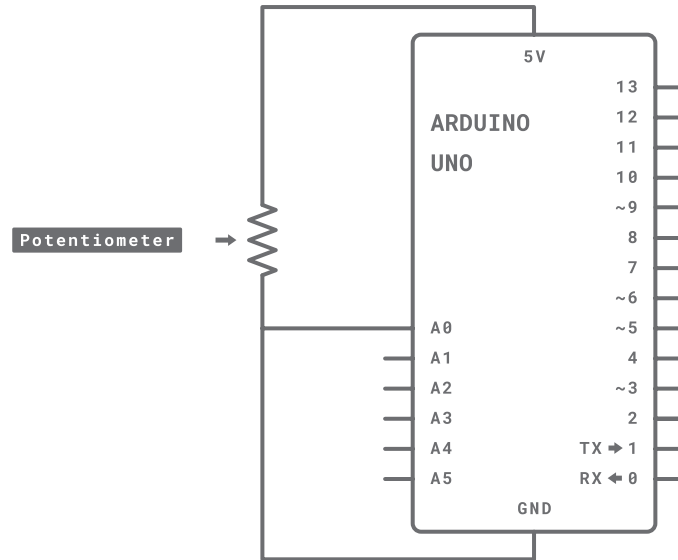 5V
ARDUINO
UNO
Potentiometer
13
12
11
10
~9
8
7
~6
A0 ~5
A1 4
A2 ~3
A3 2
A4 TX 1
A5 RX 0
GND